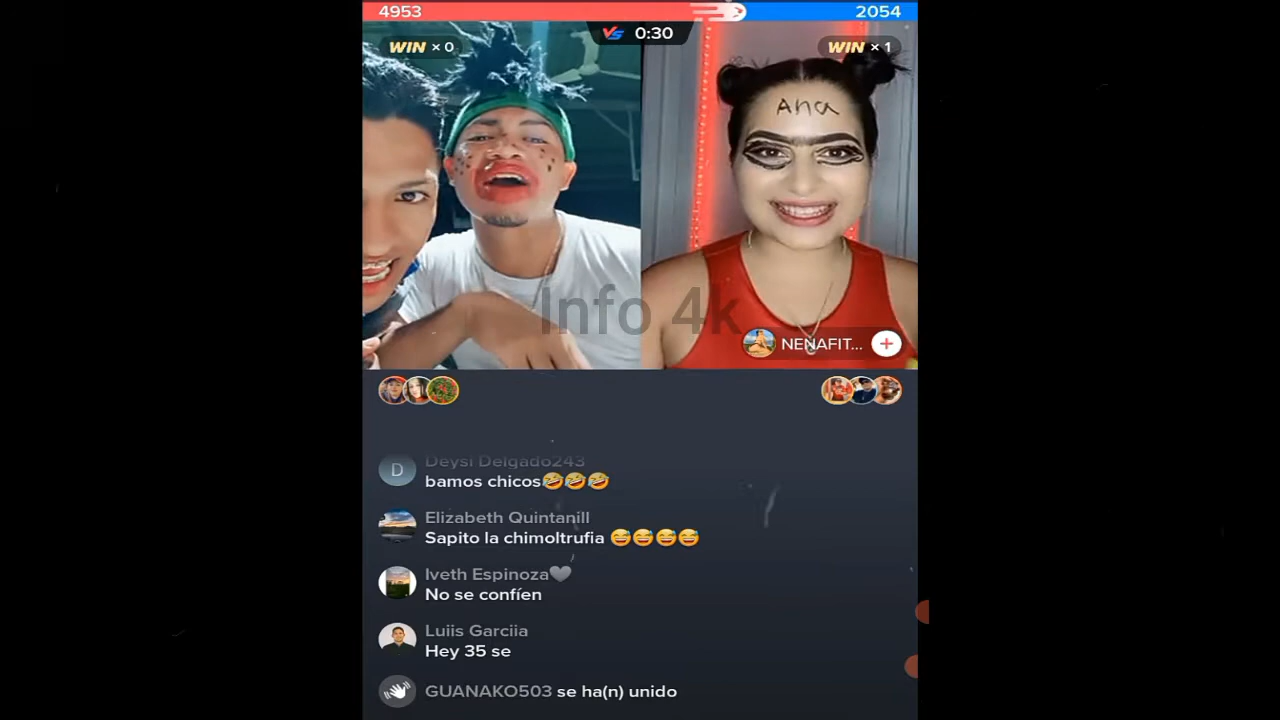 4953
2054
VS 0:30
WIN × 0
WIN × 1
Ana
Info 4k
NENAFIT...
D
Deysi Delgado243
bamos chicos🤣🤣🤣
Elizabeth Quintanill
Sapito la chimoltrufia 😅😅😅😅
Iveth Espinoza🤍
No se confíen
Luiis Garciia
Hey 35 se
GUANAKO503 se ha(n) unido